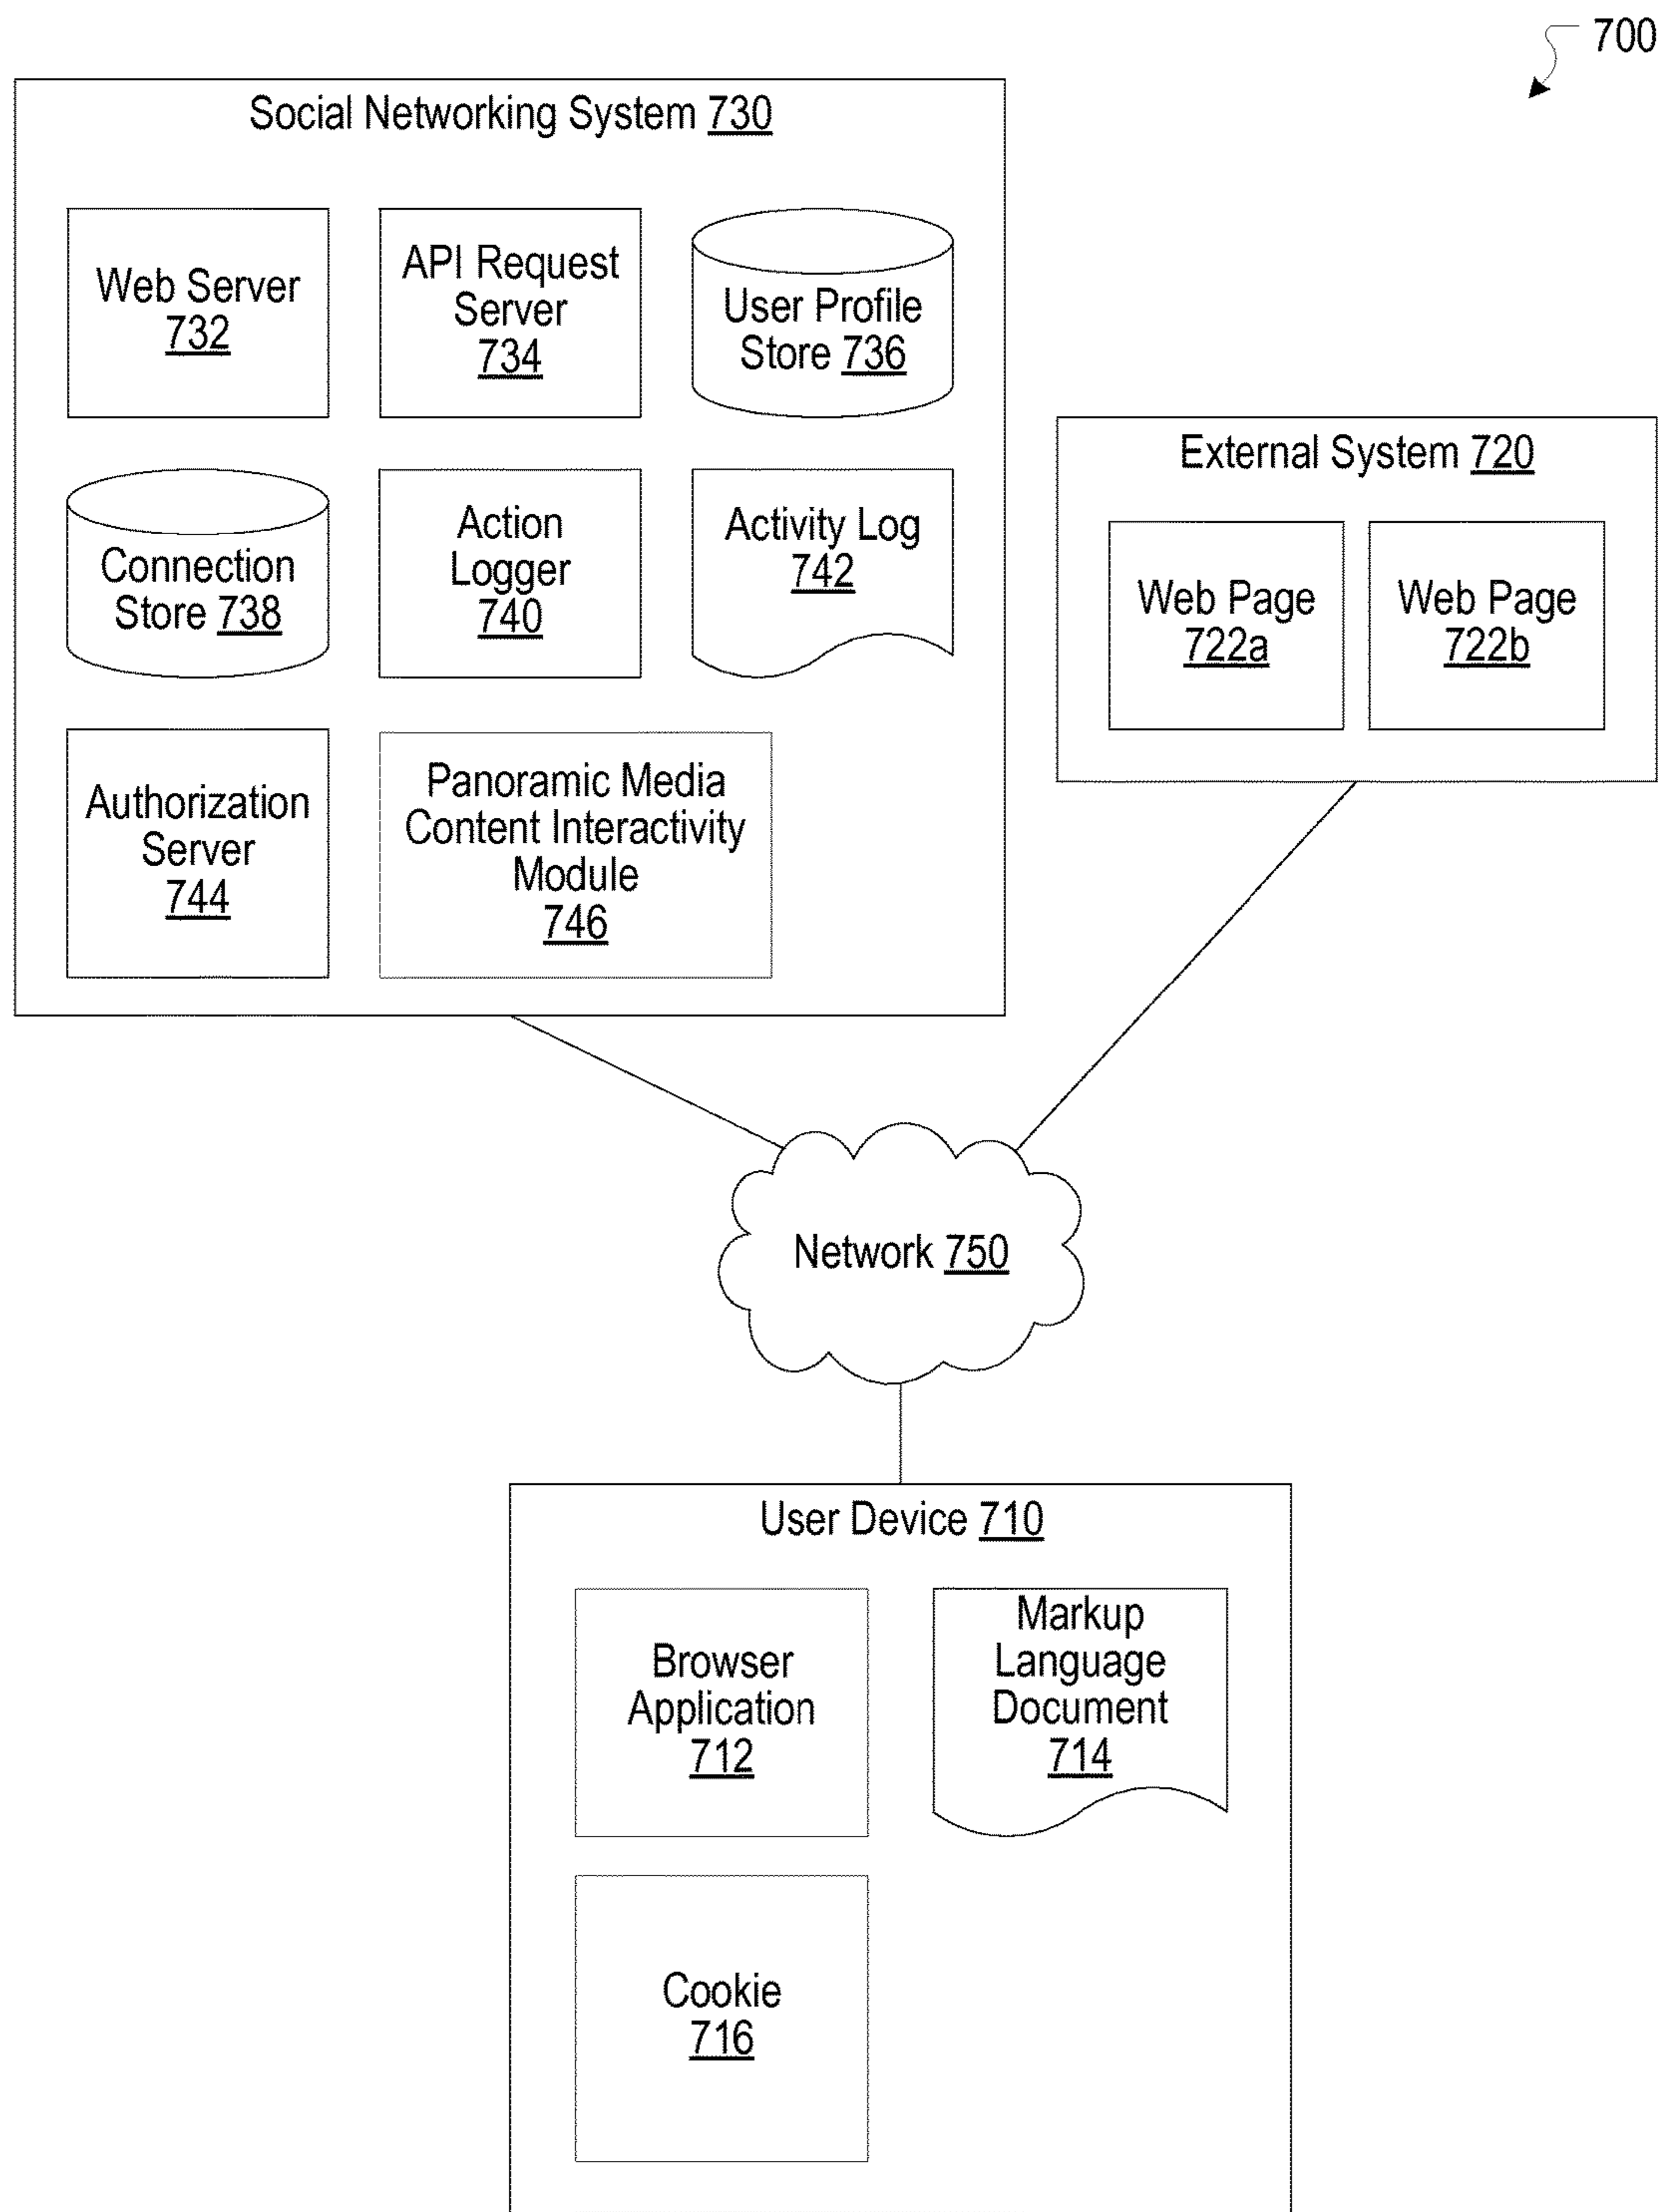 700
Social Networking System 730
Web Server
732
API Request
Server
734
User Profile
Store 736
Connection
Store 738
Action
Logger
740
Activity Log
742
Authorization
Server
744
Panoramic Media
Content Interactivity
Module
746
External System 720
Web Page
722a
Web Page
722b
Network 750
User Device 710
Browser
Application
712
Markup
Language
Document
714
Cookie
716